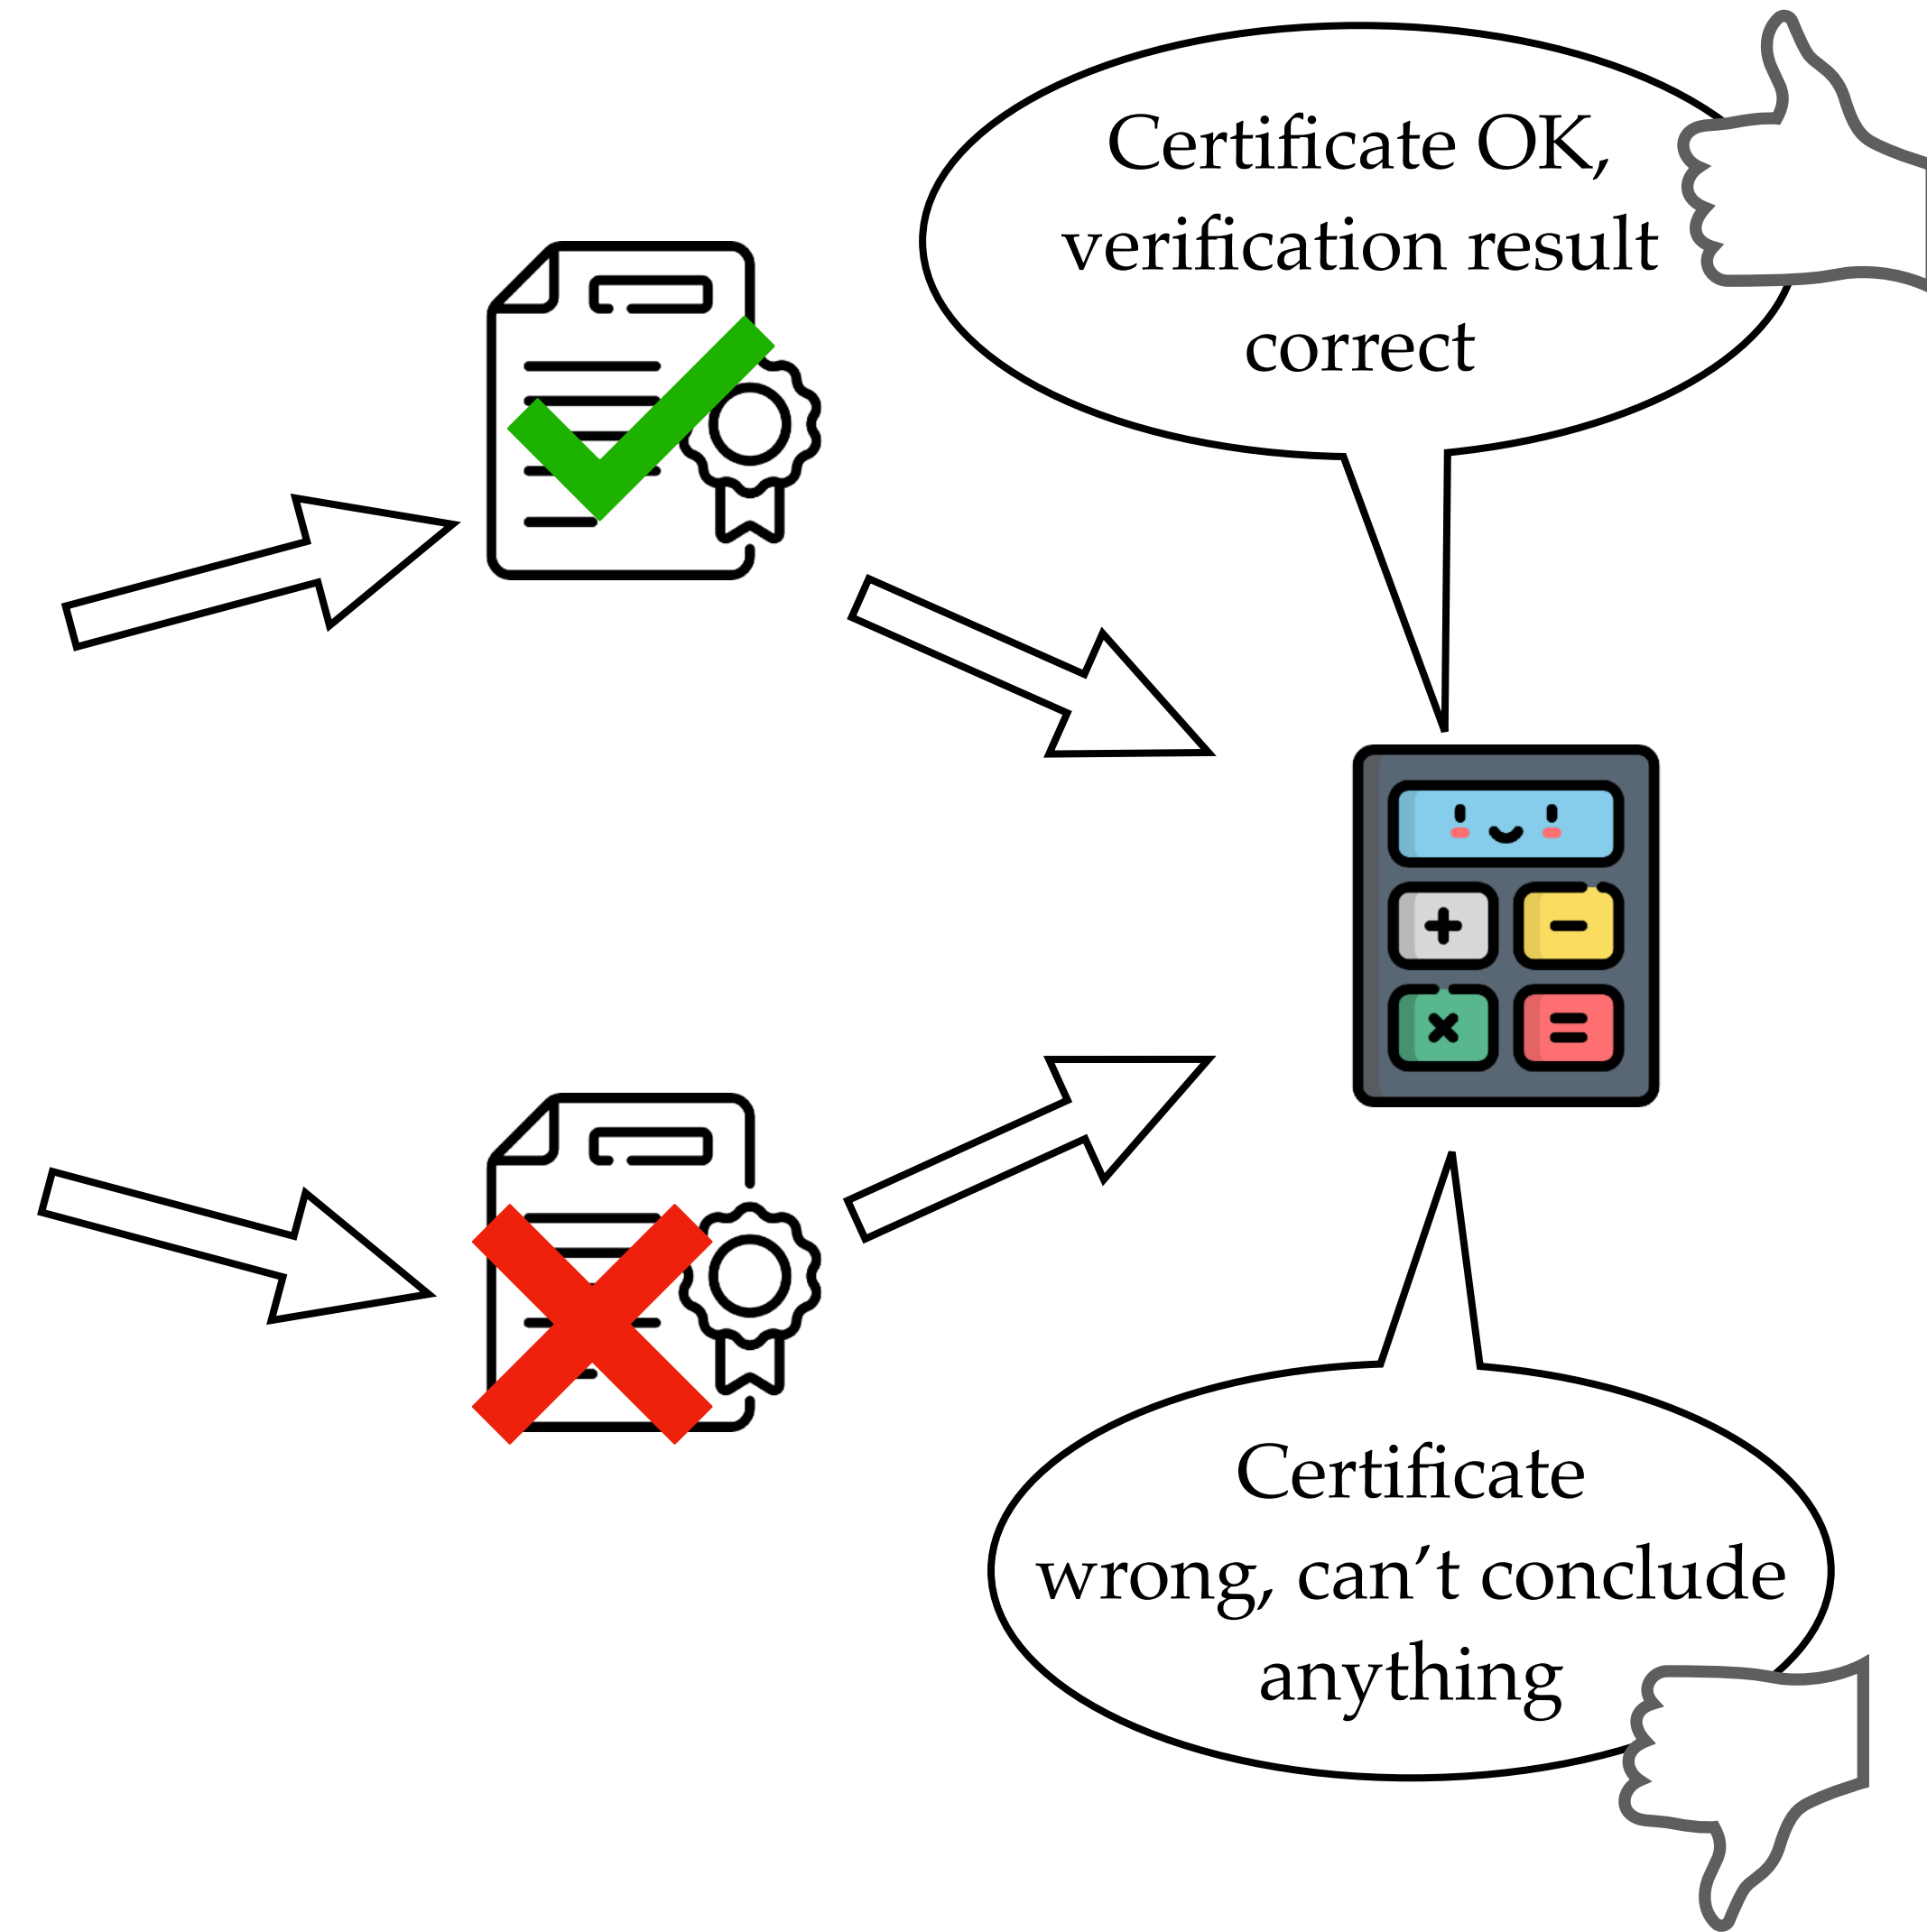 Certificate OK,
verification result
correct
Certificate
wrong, can’t conclude
anything